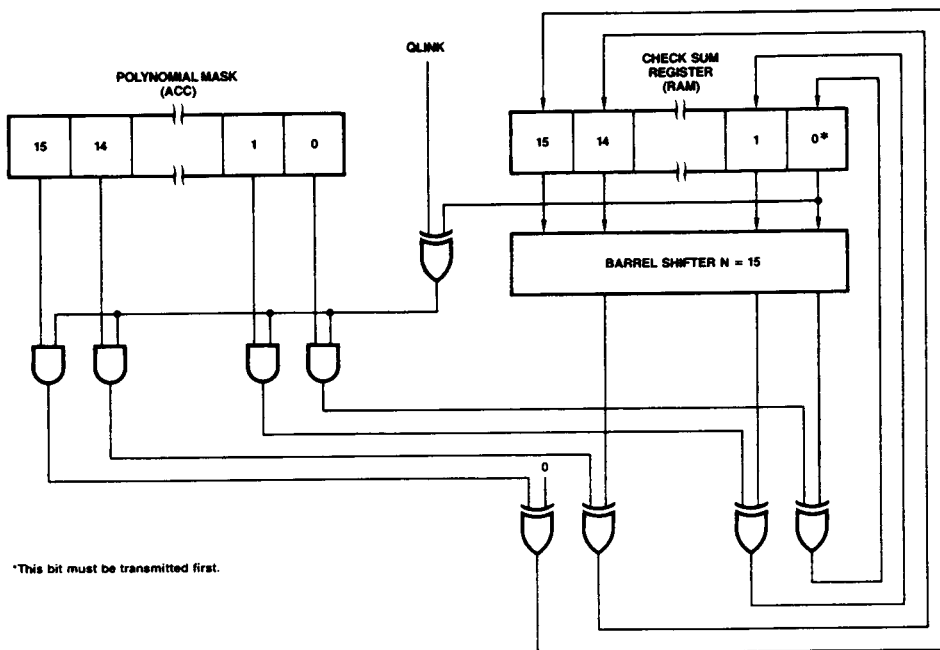 QLINK
POLYNOMIAL MASK
(ACC)
15 14 1 0
CHECK SUM
REGISTER
(RAM)
15 14 1 0*
BARREL SHIFTER N = 15
0
*This bit must be transmitted first.